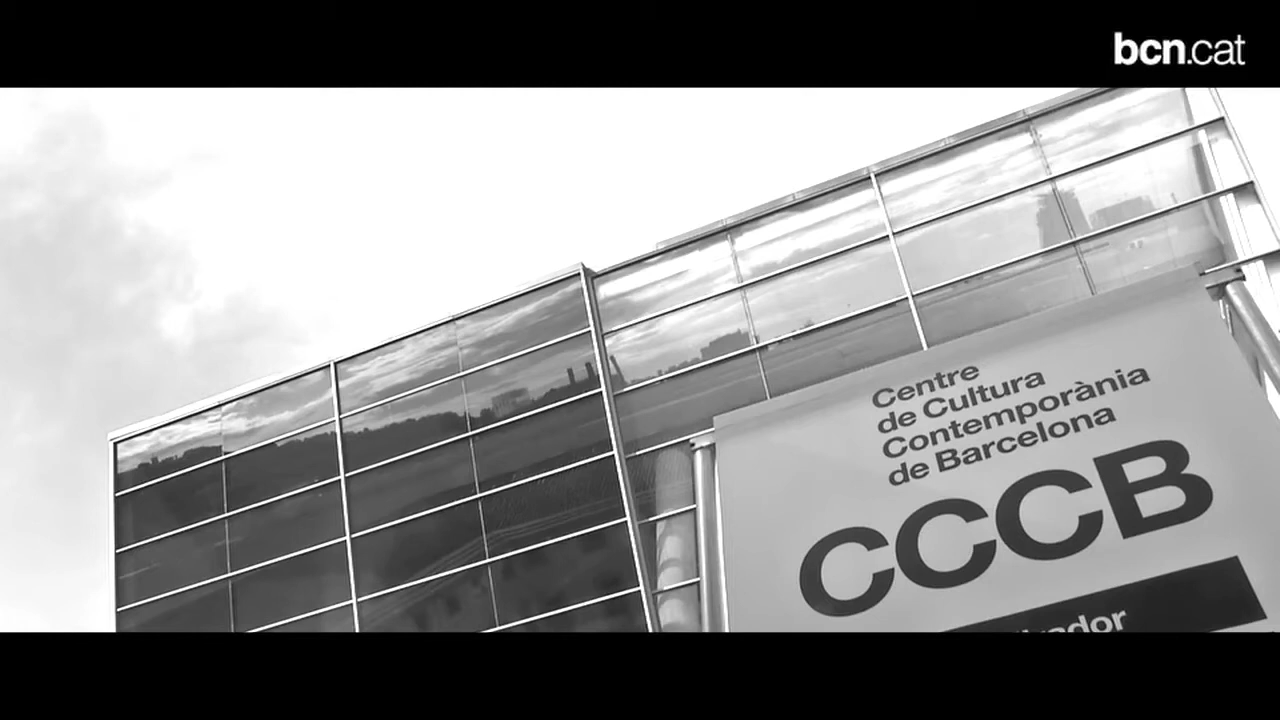 bcn.cat
Centre
de Cultura
Contemporània
de Barcelona
CCCB